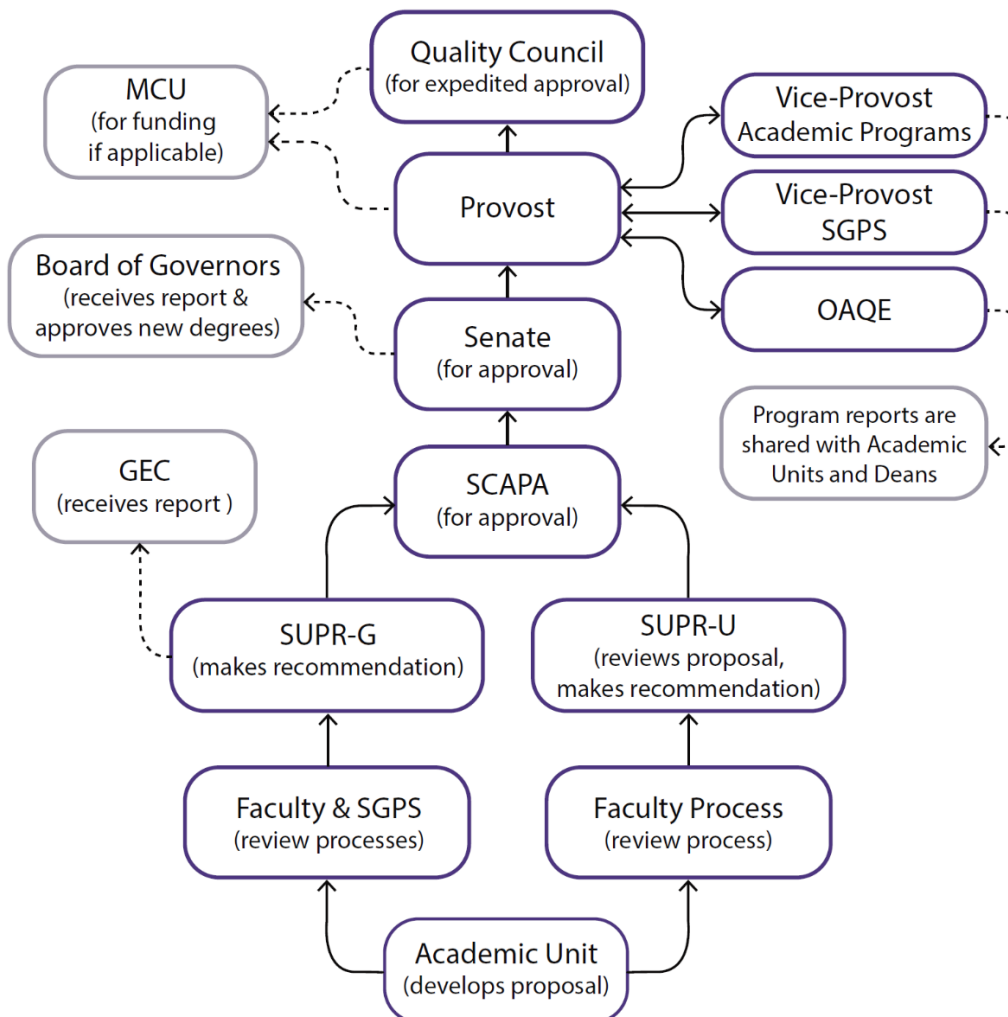 Quality Council
(for expedited approval)
MCU
(for funding
if applicable)
Vice-Provost
Academic Programs
Provost
Vice-Provost
SGPS
Board of Governors
(receives report &
approves new degrees)
OAQE
Senate
(for approval)
Program reports are
shared with Academic
Units and Deans
GEC
(receives report )
SCAPA
(for approval)
SUPR-G
(makes recommendation)
SUPR-U
(reviews proposal,
makes recommendation)
Faculty & SGPS
(review processes)
Faculty Process
(review process)
Academic Unit
(develops proposal)